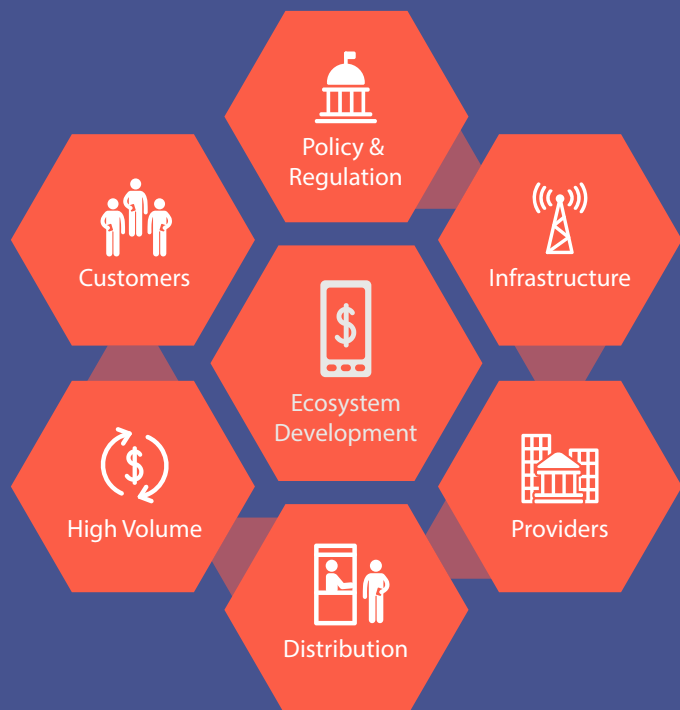 Policy &
Regulation
Customers
Infrastructure
$
Ecosystem
Development
$
High Volume
Providers
Distribution